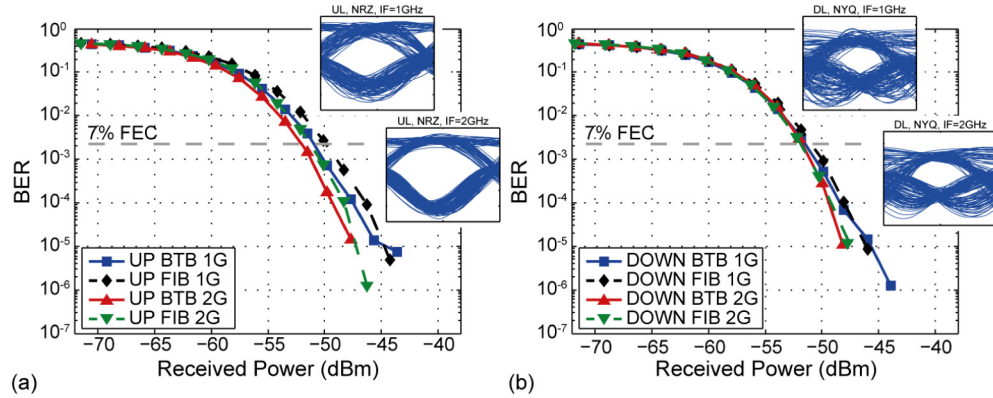 UL, NRZ, IF=1GHz
10^0
10^-1
10^-2
10^-3
10^-4
10^-5
10^-6
10^-7
BER
7% FEC
UL, NRZ, IF=2GHz
UP BTB 1G
UP FIB 1G
UP BTB 2G
UP FIB 2G
−70 −65 −60 −55 −50 −45 −40
Received Power (dBm)
(a)
DL, NYQ, IF=1GHz
10^0
10^-1
10^-2
10^-3
10^-4
10^-5
10^-6
10^-7
BER
7% FEC
DL, NYQ, IF=2GHz
DOWN BTB 1G
DOWN FIB 1G
DOWN BTB 2G
DOWN FIB 2G
−70 −65 −60 −55 −50 −45 −40
Received Power (dBm)
(b)